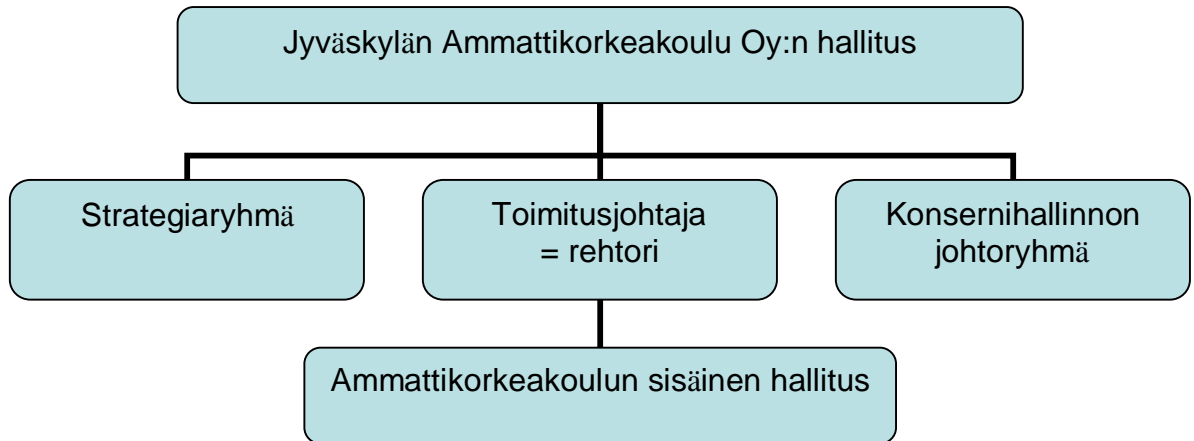 Jyväskylän Ammattikorkeakoulu Oy:n hallitus
Strategiaryhmä
Toimitusjohtaja
= rehtori
Konsernihallinnon
johtoryhmä
Ammattikorkeakoulun sisäinen hallitus